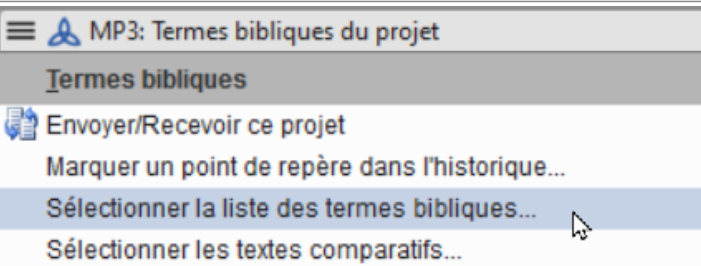 MP3: Termes bibliques du projet
Termes bibliques
Envoyer/Recevoir ce projet
Marquer un point de repère dans l'historique...
Sélectionner la liste des termes bibliques...
Sélectionner les textes comparatifs...